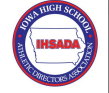 IOWA HIGH SCHOOL
IHSADA
ATHLETIC DIRECTORS ASSOCIATION